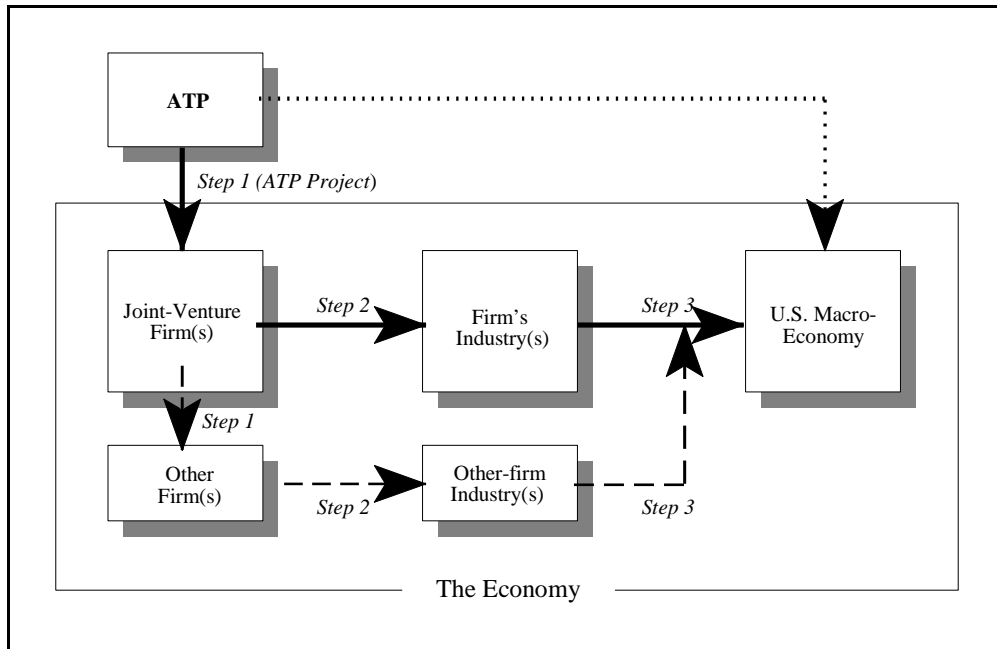 ATP
Step 1 (ATP Project)
Joint-Venture
Firm(s)
Step 2
Firm's
Industry(s)
Step 3
U.S. Macro-
Economy
Step 1
Other
Firm(s)
Step 2
Other-firm
Industry(s)
Step 3
The Economy